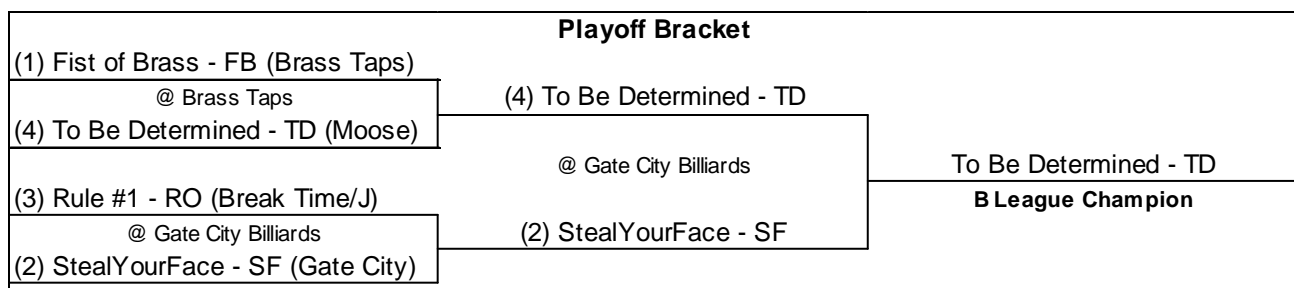 Playoff Bracket
(1) Fist of Brass - FB (Brass Taps)
@ Brass Taps
(4) To Be Determined - TD (Moose)
(4) To Be Determined - TD
(3) Rule #1 - RO (Break Time/J)
@ Gate City Billiards
(2) StealYourFace - SF (Gate City)
(2) StealYourFace - SF
@ Gate City Billiards
To Be Determined - TD
B League Champion